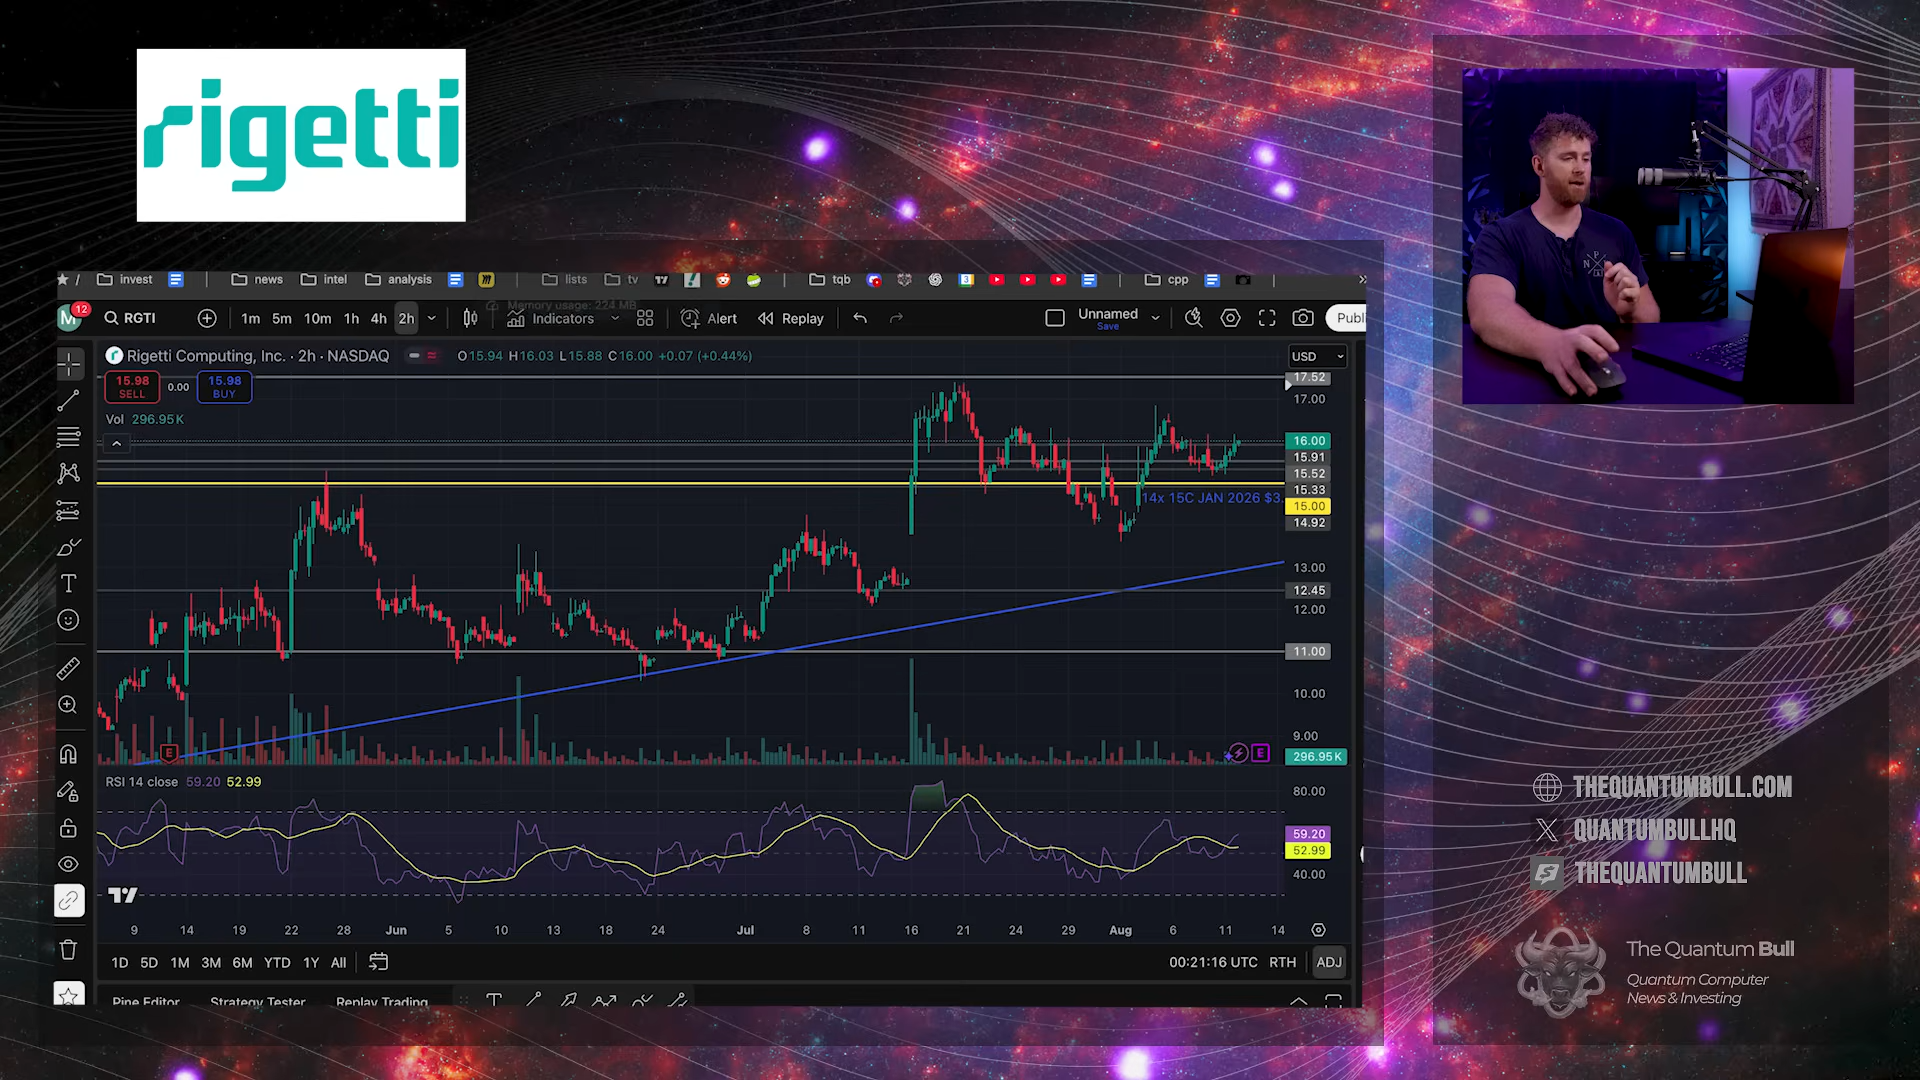 rigetti
invest
news
intel
analysis
lists
tv
tqb
cpp
Memory usage: 224 MB
M 12
RGTI
1m 5m 10m 1h 4h 2h
Indicators
Alert
Replay
Unnamed
Save
Publ
Rigetti Computing, Inc. · 2h · NASDAQ
O15.94 H16.03 L15.88 C16.00 +0.07 (+0.44%)
USD
15.98
SELL
0.00
15.98
BUY
Vol 296.95K
17.52
17.00
16.00
15.91
15.52
15.33
15.00
14.92
14x 15C JAN 2026 $3.
13.00
12.45
12.00
11.00
10.00
9.00
296.95K
E
E
RSI 14 close 59.20 52.99
80.00
59.20
52.99
40.00
9 14 19 22 28 Jun 5 10 13 18 24 Jul 8 11 16 21 24 29 Aug 6 11 14
1D 5D 1M 3M 6M YTD 1Y All
00:21:16 UTC RTH ADJ
Pine Editor Strategy Tester Replay Trading
THEQUANTUMBULL.COM
QUANTUMBULLHQ
THEQUANTUMBULL
The Quantum Bull
Quantum Computer
News & Investing